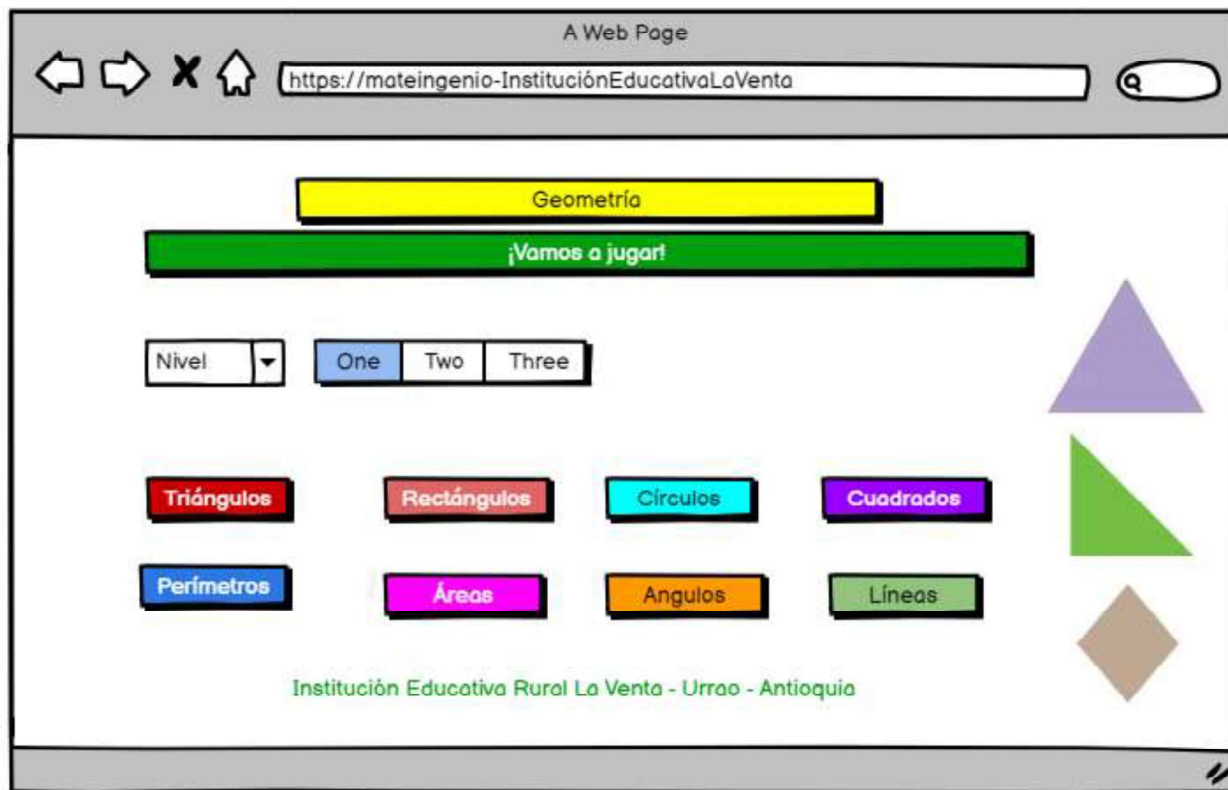 A Web Page
https://mateingenio-InstituciónEducativaLaVenta
Geometría
¡Vamos a jugar!
Nivel One Two Three
Triángulos Rectángulos Círculos Cuadrados
Perímetros Áreas Angulos Líneas
Institución Educativa Rural La Venta - Urrao - Antioquia